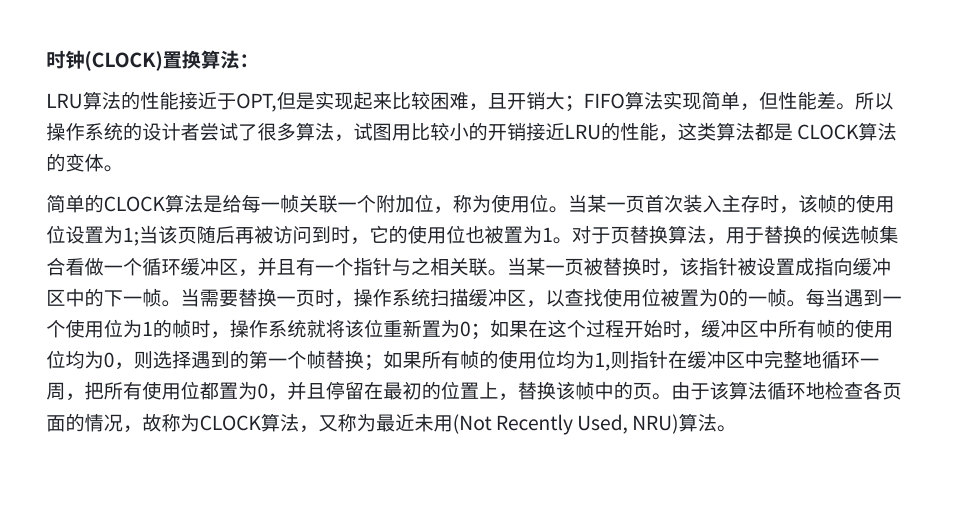 时钟(CLOCK)置换算法：
LRU算法的性能接近于OPT,但是实现起来比较困难，且开销大；FIFO算法实现简单，但性能差。所以
操作系统的设计者尝试了很多算法，试图用比较小的开销接近LRU的性能，这类算法都是 CLOCK算法
的变体。
简单的CLOCK算法是给每一帧关联一个附加位，称为使用位。当某一页首次装入主存时，该帧的使用
位设置为1;当该页随后再被访问到时，它的使用位也被置为1。对于页替换算法，用于替换的候选帧集
合看做一个循环缓冲区，并且有一个指针与之相关联。当某一页被替换时，该指针被设置成指向缓冲
区中的下一帧。当需要替换一页时，操作系统扫描缓冲区，以查找使用位被置为0的一帧。每当遇到一
个使用位为1的帧时，操作系统就将该位重新置为0；如果在这个过程开始时，缓冲区中所有帧的使用
位均为0，则选择遇到的第一个帧替换；如果所有帧的使用位均为1,则指针在缓冲区中完整地循环一
周，把所有使用位都置为0，并且停留在最初的位置上，替换该帧中的页。由于该算法循环地检查各页
面的情况，故称为CLOCK算法，又称为最近未用(Not Recently Used, NRU)算法。